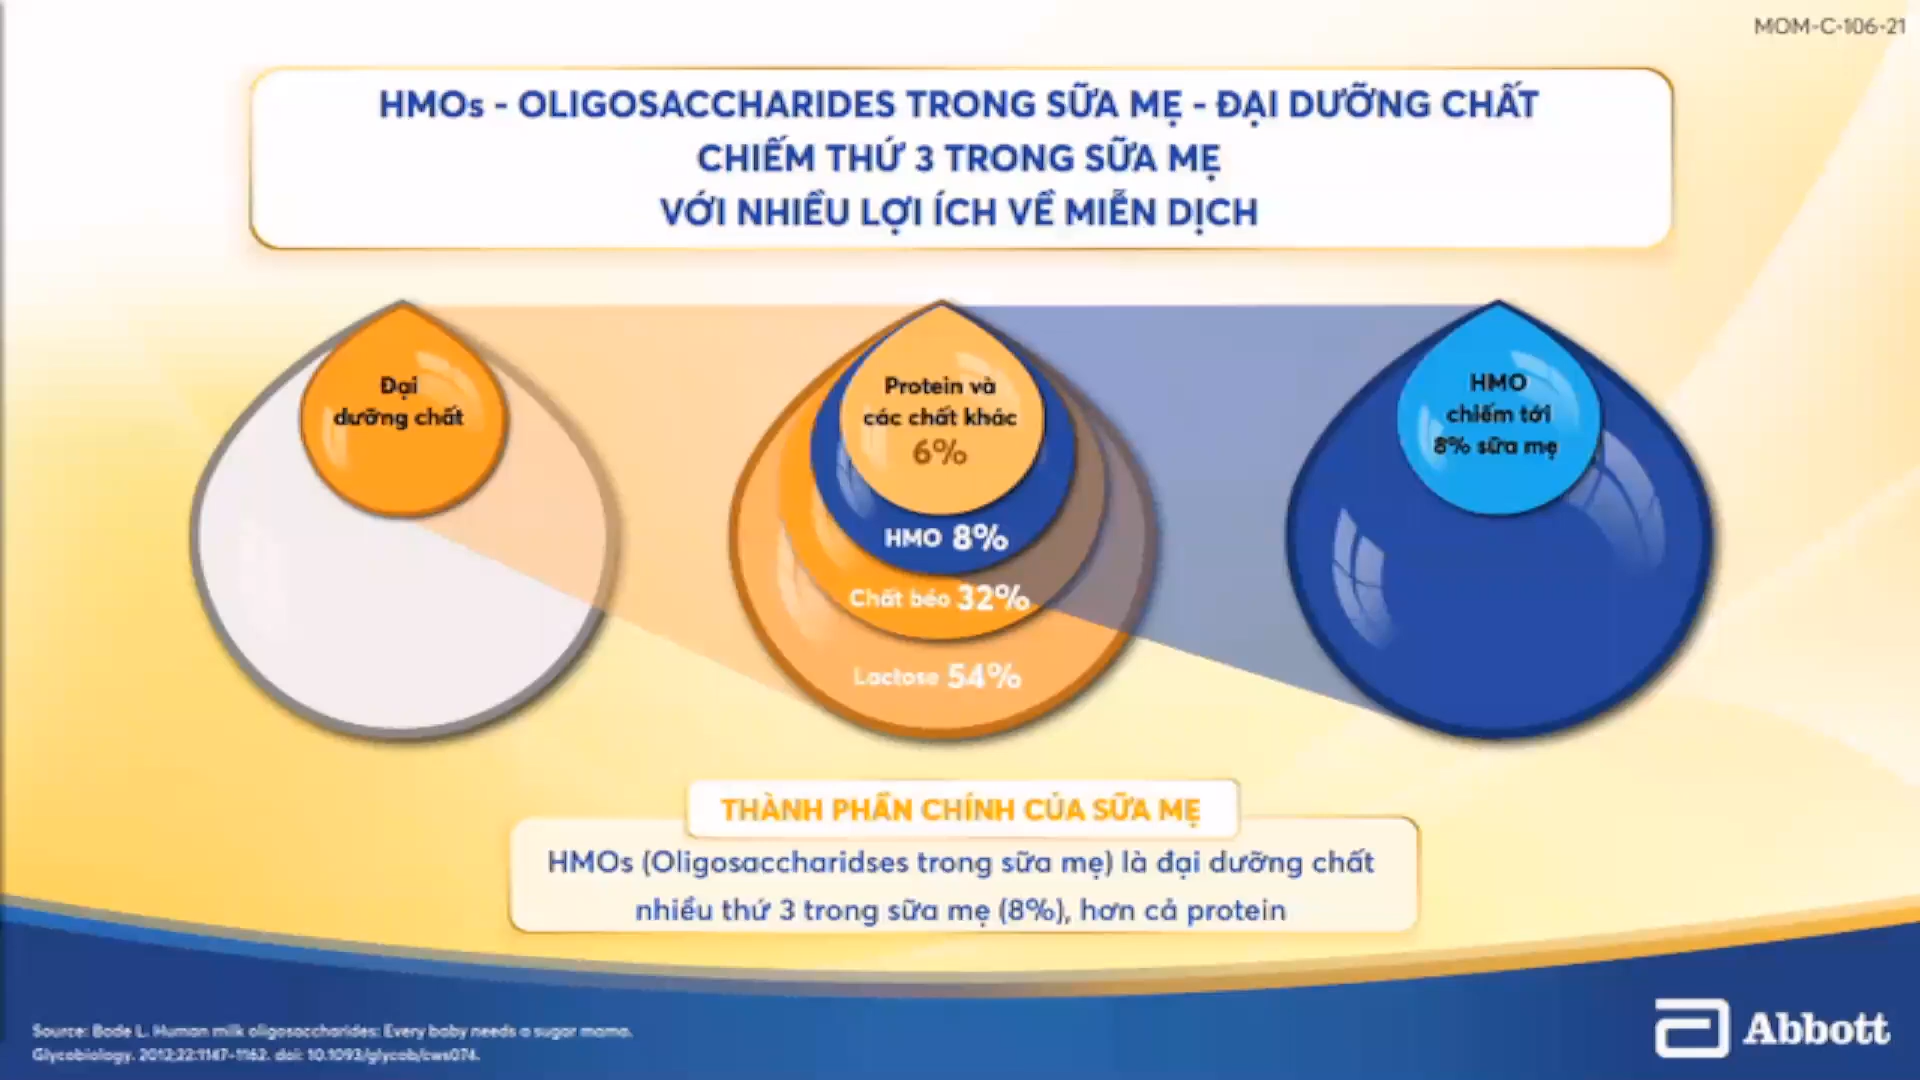 MOM-C-106-21
HMOs - OLIGOSACCHARIDES TRONG SỮA MẸ - ĐẠI DƯỠNG CHẤT
CHIẾM THỨ 3 TRONG SỮA MẸ
VỚI NHIỀU LỢI ÍCH VỀ MIỄN DỊCH
Đại
dưỡng chất
Protein và
các chất khác
6%
HMO 8%
Chất béo 32%
Lactose 54%
HMO
chiếm tới
8% sữa mẹ
THÀNH PHẦN CHÍNH CỦA SỮA MẸ
HMOs (Oligosaccharidses trong sữa mẹ) là đại dưỡng chất
nhiều thứ 3 trong sữa mẹ (8%), hơn cả protein
Source: Bode L. Human milk oligosaccharides: Every baby needs a sugar mama.
Glycobiology. 2012;22:1147-1162. doi: 10.1093/glycob/cws074.
Abbott